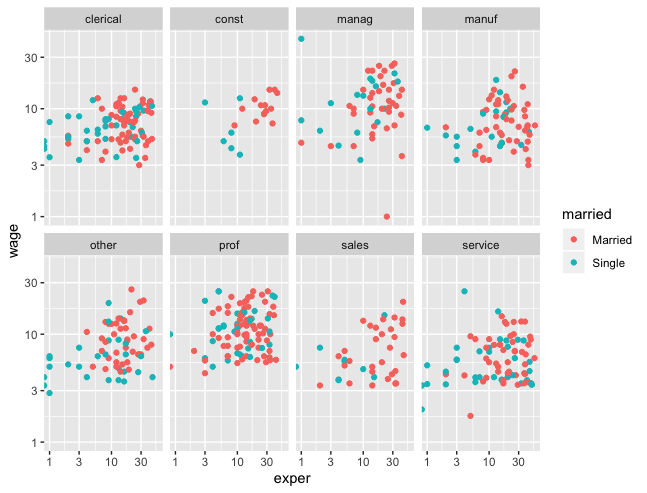 clerical const manag manuf
30
10
3
1
other prof sales service
30
10
3
1
1 3 10 30 1 3 10 30 1 3 10 30 1 3 10 30
exper
wage
married
Married
Single